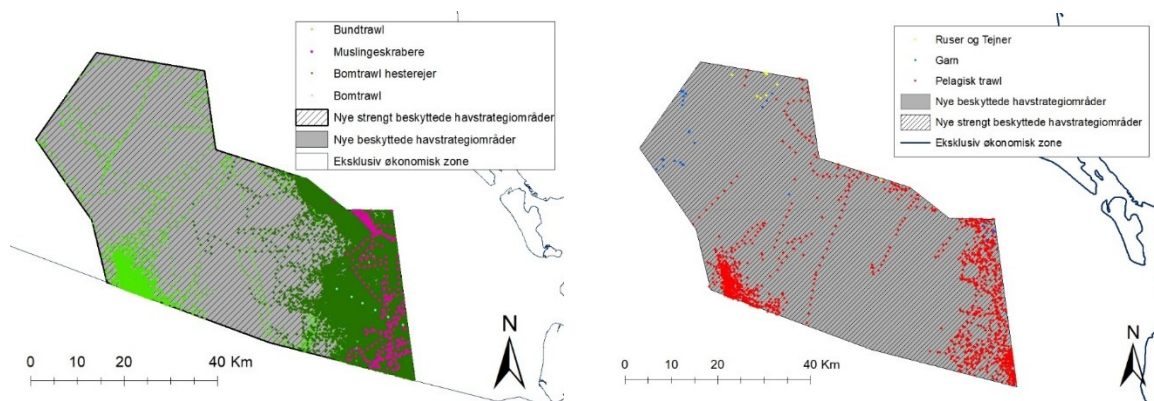 Bundtrawl
Muslingeskrabere
Bomtrawl hesterejer
Bomtrawl
Nye strengt beskyttede havstrategiområder
Nye beskyttede havstrategiområder
Eksklusiv økonomisk zone
N
0 20 40 Km
Ruser og Tejner
Garn
Pelagisk trawl
Nye beskyttede havstrategiområder
Nye strengt beskyttede havstrategiområder
Eksklusiv økonomisk zone
N
0 20 40 Km